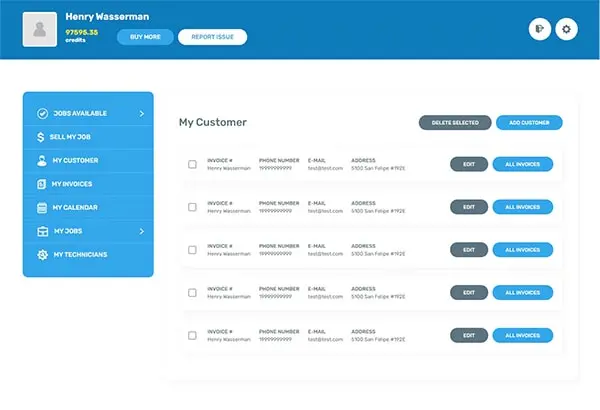 Henry Wasserman
97595.35
credits
BUY MORE
REPORT ISSUE
JOBS AVAILABLE
SELL MY JOB
MY CUSTOMER
MY INVOICES
MY CALENDAR
MY JOBS
MY TECHNICIANS
My Customer
DELETE SELECTED
ADD CUSTOMER
INVOICE # PHONE NUMBER E-MAIL ADDRESS
Henry Wasserman 19999999999 test@test.com 5100 San Felipe #192E
EDIT ALL INVOICES
INVOICE # PHONE NUMBER E-MAIL ADDRESS
Henry Wasserman 19999999999 test@test.com 5100 San Felipe #192E
EDIT ALL INVOICES
INVOICE # PHONE NUMBER E-MAIL ADDRESS
Henry Wasserman 19999999999 test@test.com 5100 San Felipe #192E
EDIT ALL INVOICES
INVOICE # PHONE NUMBER E-MAIL ADDRESS
Henry Wasserman 19999999999 test@test.com 5100 San Felipe #192E
EDIT ALL INVOICES
INVOICE # PHONE NUMBER E-MAIL ADDRESS
Henry Wasserman 19999999999 test@test.com 5100 San Felipe #192E
EDIT ALL INVOICES